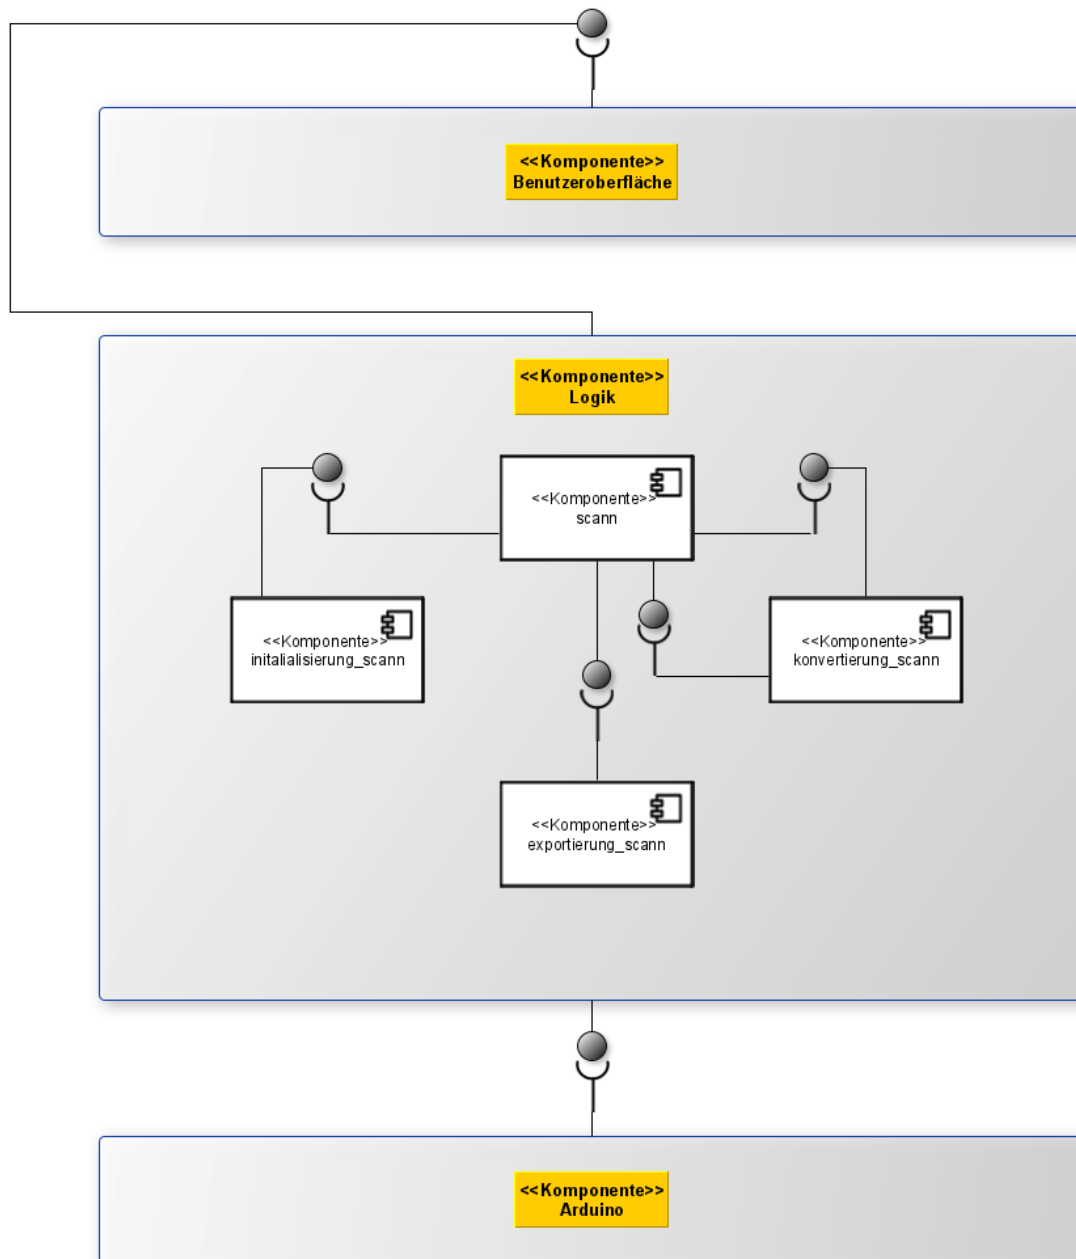 <<Komponente>>
Benutzeroberfläche
<<Komponente>>
Logik
<<Komponente>>
scann
<<Komponente>>
initalialisierung_scann
<<Komponente>>
konvertierung_scann
<<Komponente>>
exportierung_scann
<<Komponente>>
Arduino